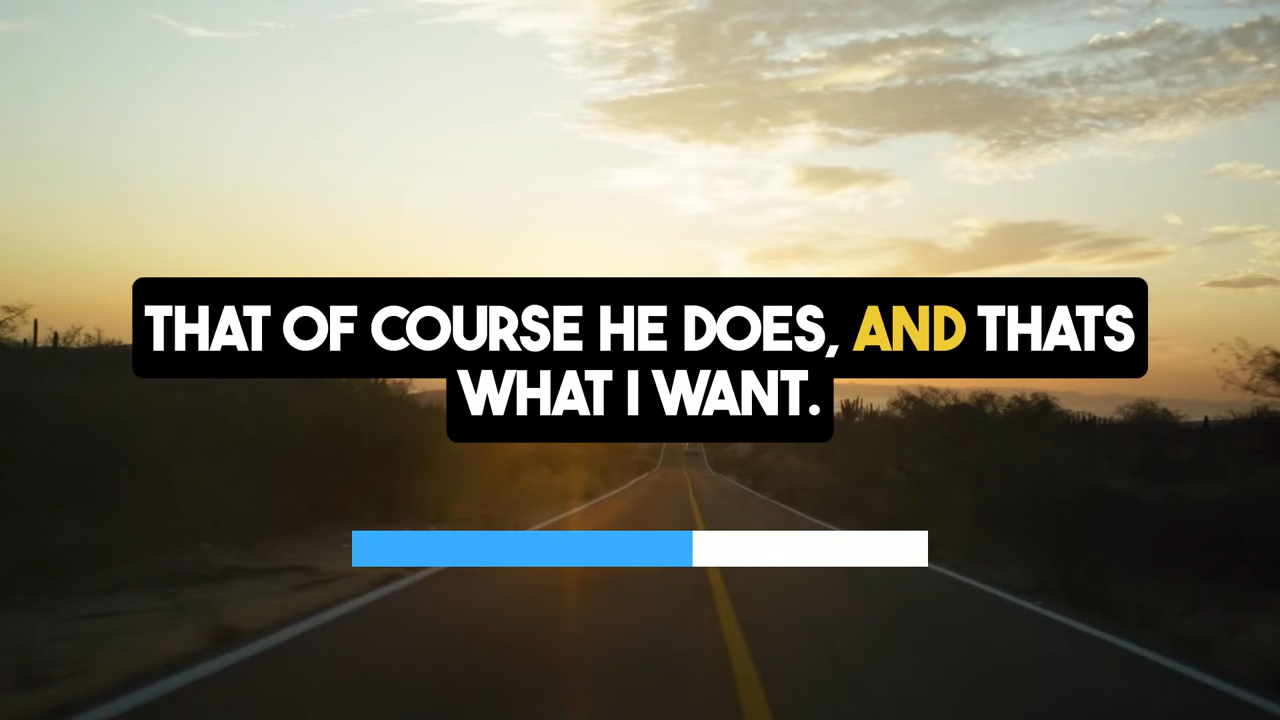 THAT OF COURSE HE DOES, AND THATS
WHAT I WANT.